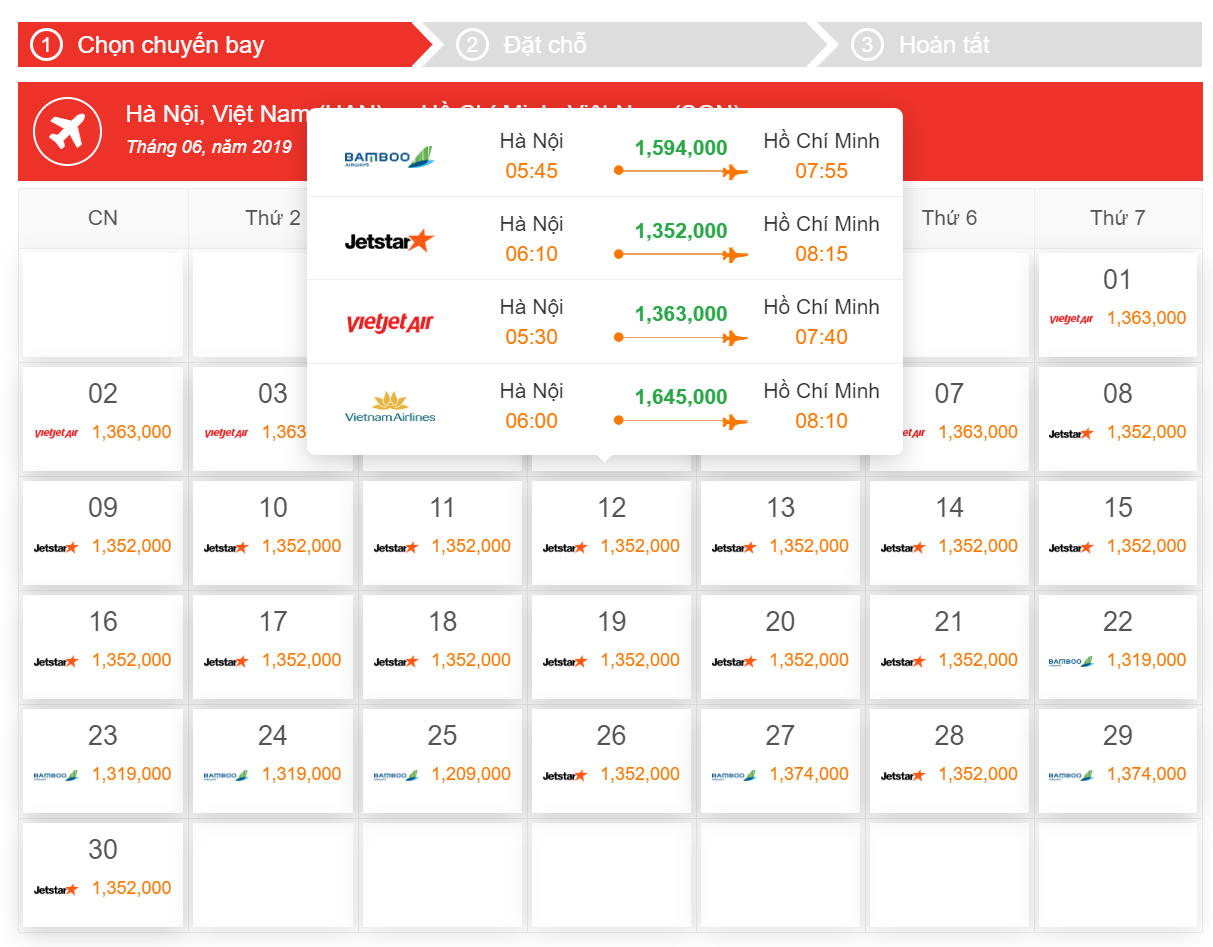 1 Chọn chuyến bay
2 Đặt chỗ
3 Hoàn tất
Hà Nội, Việt Nam
Tháng 06, năm 2019
BAMBOO AIRWAYS Hà Nội 1,594,000 Hồ Chí Minh
05:45 07:55
Jetstar Hà Nội 1,352,000 Hồ Chí Minh
06:10 08:15
vietjet Air Hà Nội 1,363,000 Hồ Chí Minh
05:30 07:40
Vietnam Airlines Hà Nội 1,645,000 Hồ Chí Minh
06:00 08:10
CN Thứ 2 Thứ 6 Thứ 7
01
vietjet Air 1,363,000
02 03 07 08
vietjet Air 1,363,000 vietjet Air 1,363 et Air 1,363,000 Jetstar 1,352,000
09 10 11 12 13 14 15
Jetstar 1,352,000 Jetstar 1,352,000 Jetstar 1,352,000 Jetstar 1,352,000 Jetstar 1,352,000 Jetstar 1,352,000 Jetstar 1,352,000
16 17 18 19 20 21 22
Jetstar 1,352,000 Jetstar 1,352,000 Jetstar 1,352,000 Jetstar 1,352,000 Jetstar 1,352,000 Jetstar 1,352,000 BAMBOO 1,319,000
23 24 25 26 27 28 29
BAMBOO 1,319,000 BAMBOO 1,319,000 BAMBOO 1,209,000 Jetstar 1,352,000 BAMBOO 1,374,000 Jetstar 1,352,000 BAMBOO 1,374,000
30
Jetstar 1,352,000